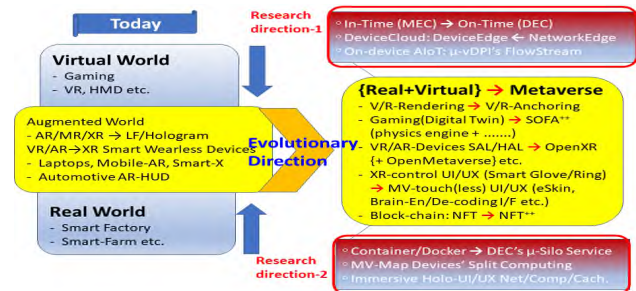 Today
Virtual World
- Gaming
- VR, HMD etc.
Augmented World
- AR/MR/XR → LF/Hologram
VR/AR→XR Smart Wearless Devices
- Laptops, Mobile-AR, Smart-X
- Automotive AR-HUD
Real World
- Smart Factory
- Smart-Farm etc.
Research
direction-1
Evolutionary
Direction
Research
direction-2
◦ In-Time (MEC) → On-Time (DEC)
◦ DeviceCloud: DeviceEdge ← NetworkEdge
◦ On-device AIoT: μ-vDPI's FlowStream
{Real+Virtual} → Metaverse
- V/R-Rendering → V/R-Anchoring
- Gaming(Digital Twin) → SOFA++
(physics engine + .......)
- VR/AR-Devices SAL/HAL → OpenXR
{+ OpenMetaverse} etc.
- XR-control UI/UX (Smart Glove/Ring)
→ MV-touch(less) UI/UX (eSkin,
Brain-En/De-coding I/F etc.)
- Block-chain: NFT → NFT++
◦ Container/Docker → DEC's μ-Silo Service
◦ MV-Map Devices' Split Computing
◦ Immersive Holo-UI/UX Net/Comp/Cach.